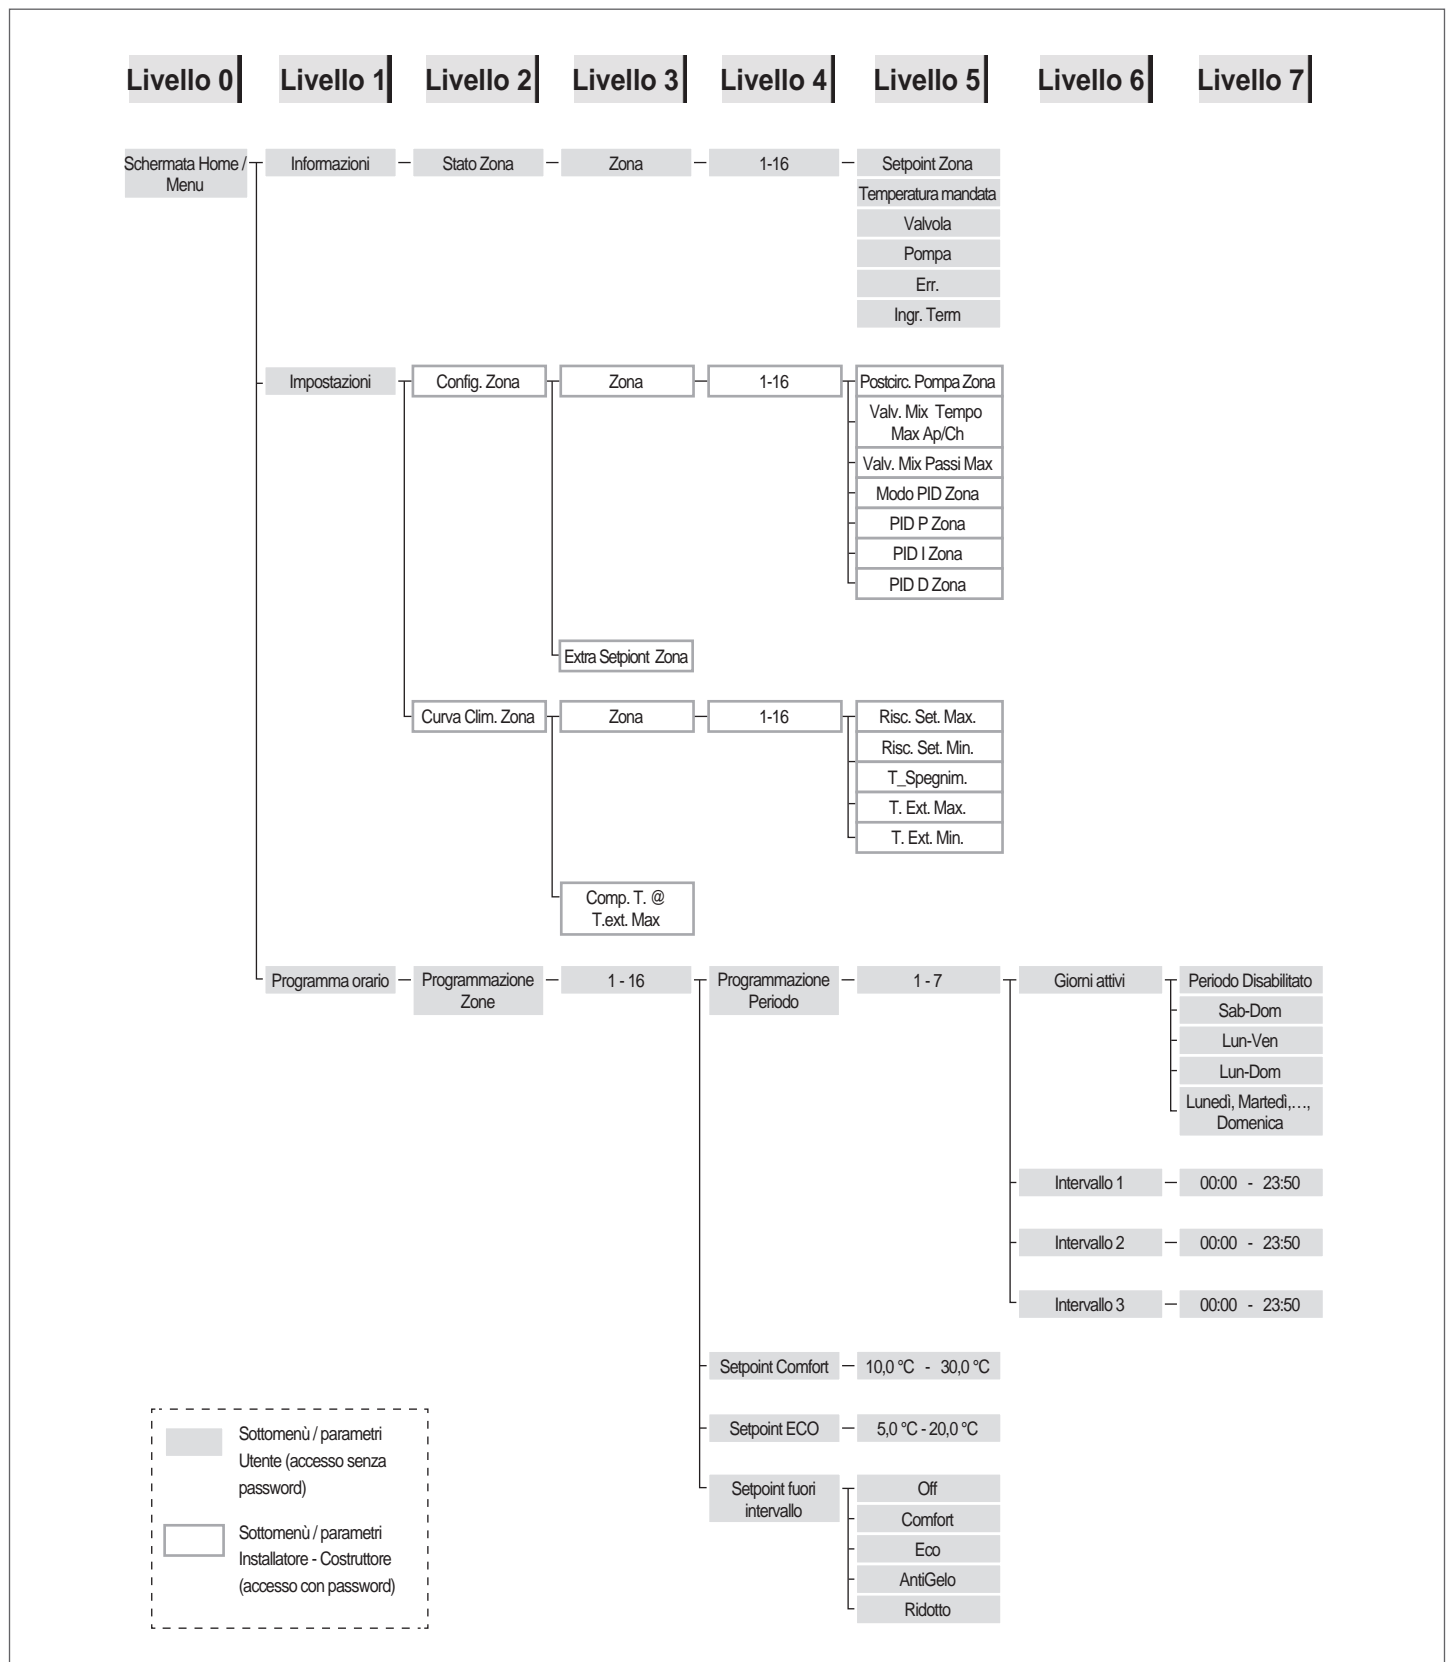 Livello 0 Livello 1 Livello 2 Livello 3 Livello 4 Livello 5 Livello 6 Livello 7
Schermata Home /
Menu
Informazioni
Stato Zona
Zona
1-16
Setpoint Zona
Temperatura mandata
Valvola
Pompa
Err.
Ingr. Term
Impostazioni
Config. Zona
Zona
1-16
Postcirc. Pompa Zona
Valv. Mix Tempo
Max Ap/Ch
Valv. Mix Passi Max
Modo PID Zona
PID P Zona
PID I Zona
PID D Zona
Extra Setpiont Zona
Curva Clim. Zona
Zona
1-16
Risc. Set. Max.
Risc. Set. Min.
T_Spegnim.
T. Ext. Max.
T. Ext. Min.
Comp. T. @
T.ext. Max
Programma orario
Programmazione
Zone
1 - 16
Programmazione
Periodo
1 - 7
Giorni attivi
Periodo Disabilitato
Sab-Dom
Lun-Ven
Lun-Dom
Lunedì, Martedì,…,
Domenica
Intervallo 1
00:00 - 23:50
Intervallo 2
00:00 - 23:50
Intervallo 3
00:00 - 23:50
Setpoint Comfort
10,0 °C - 30,0 °C
Setpoint ECO
5,0 °C - 20,0 °C
Setpoint fuori
intervallo
Off
Comfort
Eco
AntiGelo
Ridotto
Sottomenù / parametri
Utente (accesso senza
password)
Sottomenù / parametri
Installatore - Costruttore
(accesso con password)